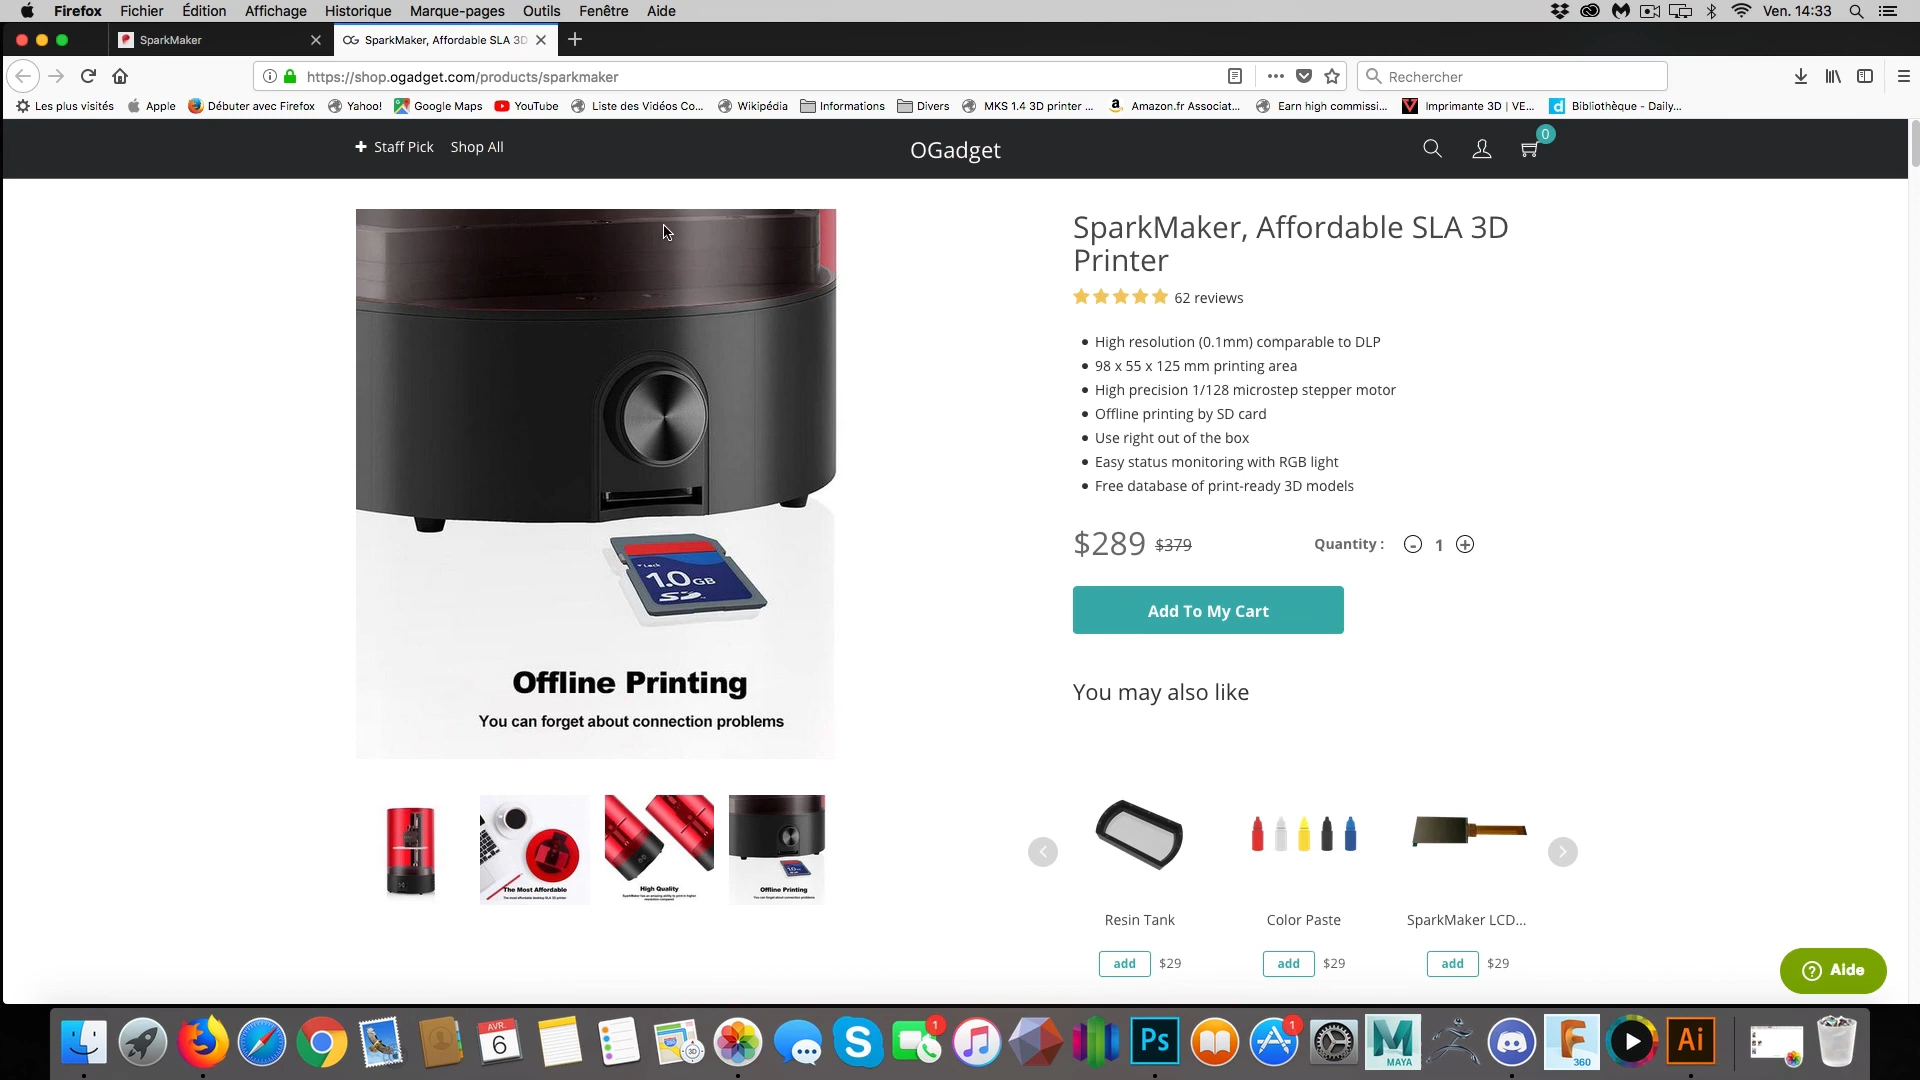 Firefox Fichier Édition Affichage Historique Marque-pages Outils Fenêtre Aide
Ven. 14:33
SparkMaker
SparkMaker, Affordable SLA 3D
https://shop.ogadget.com/products/sparkmaker
Rechercher
Les plus visités Apple Débuter avec Firefox Yahoo! Google Maps YouTube Liste des Vidéos Co... Wikipédia Informations Divers MKS 1.4 3D printer ... Amazon.fr Associat... Earn high commissi... Imprimante 3D | VE... Bibliothèque - Daily...
Staff Pick Shop All
OGadget
0
SparkMaker, Affordable SLA 3D
Printer
62 reviews
High resolution (0.1mm) comparable to DLP
98 x 55 x 125 mm printing area
High precision 1/128 microstep stepper motor
Offline printing by SD card
Use right out of the box
Easy status monitoring with RGB light
Free database of print-ready 3D models
$289 $379
Quantity : - 1 +
Add To My Cart
Lock
1.0 GB
SD
Offline Printing
You can forget about connection problems
You may also like
The Most Affordable
High Quality
Offline Printing
Resin Tank
Color Paste
SparkMaker LCD...
add $29
add $29
add $29
Aide
AVR.
6
3D
1
1
Ps
MAYA
360
Ai